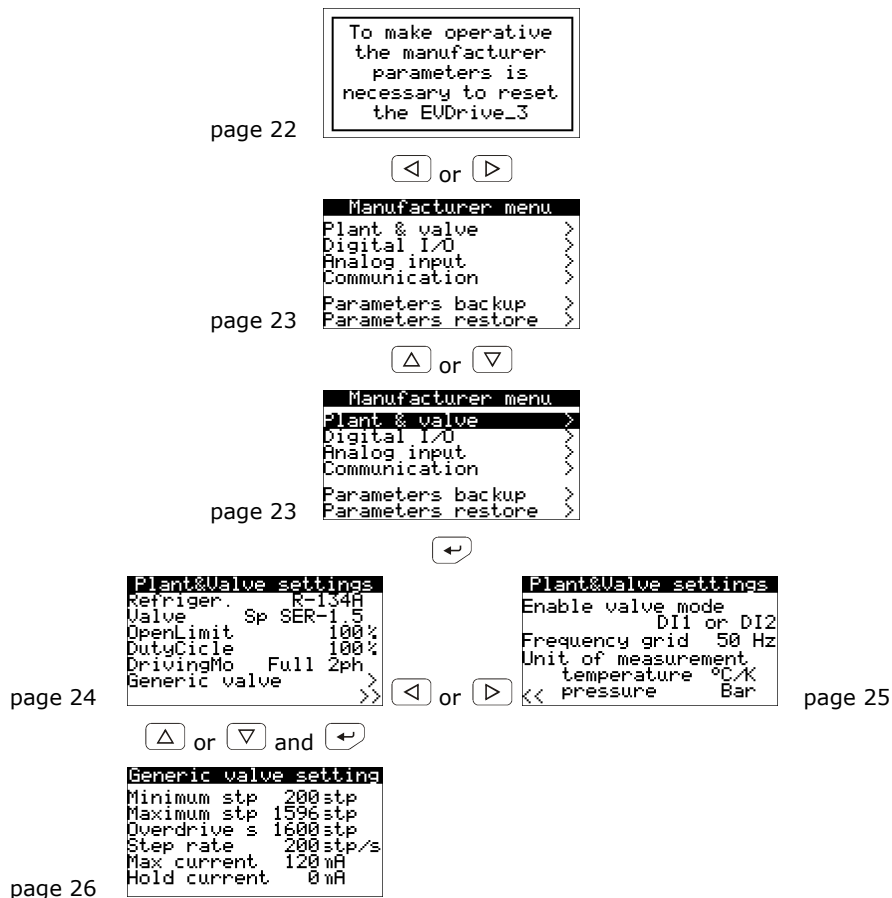 To make operative
the manufacturer
parameters is
necessary to reset
the EVDrive_3
page 22
or
Manufacturer menu
Plant & valve >
Digital I/O >
Analog input >
Communication >
Parameters backup >
Parameters restore >
page 23
or
Manufacturer menu
Plant & valve >
Digital I/O >
Analog input >
Communication >
Parameters backup >
Parameters restore >
page 23
Plant&Valve settings
Refriger. R-134A
Valve Sp SER-1.5
OpenLimit 100%
DutyCicle 100%
DrivingMo Full 2ph
Generic valve >
>>
page 24
or
Plant&Valve settings
Enable valve mode
DI1 or DI2
Frequency grid 50 Hz
Unit of measurement
temperature °C/K
<< pressure Bar
page 25
or and
Generic valve setting
Minimum stp 200stp
Maximum stp 1596stp
Overdrive s 1600stp
Step rate 200stp/s
Max current 120mA
Hold current 0mA
page 26